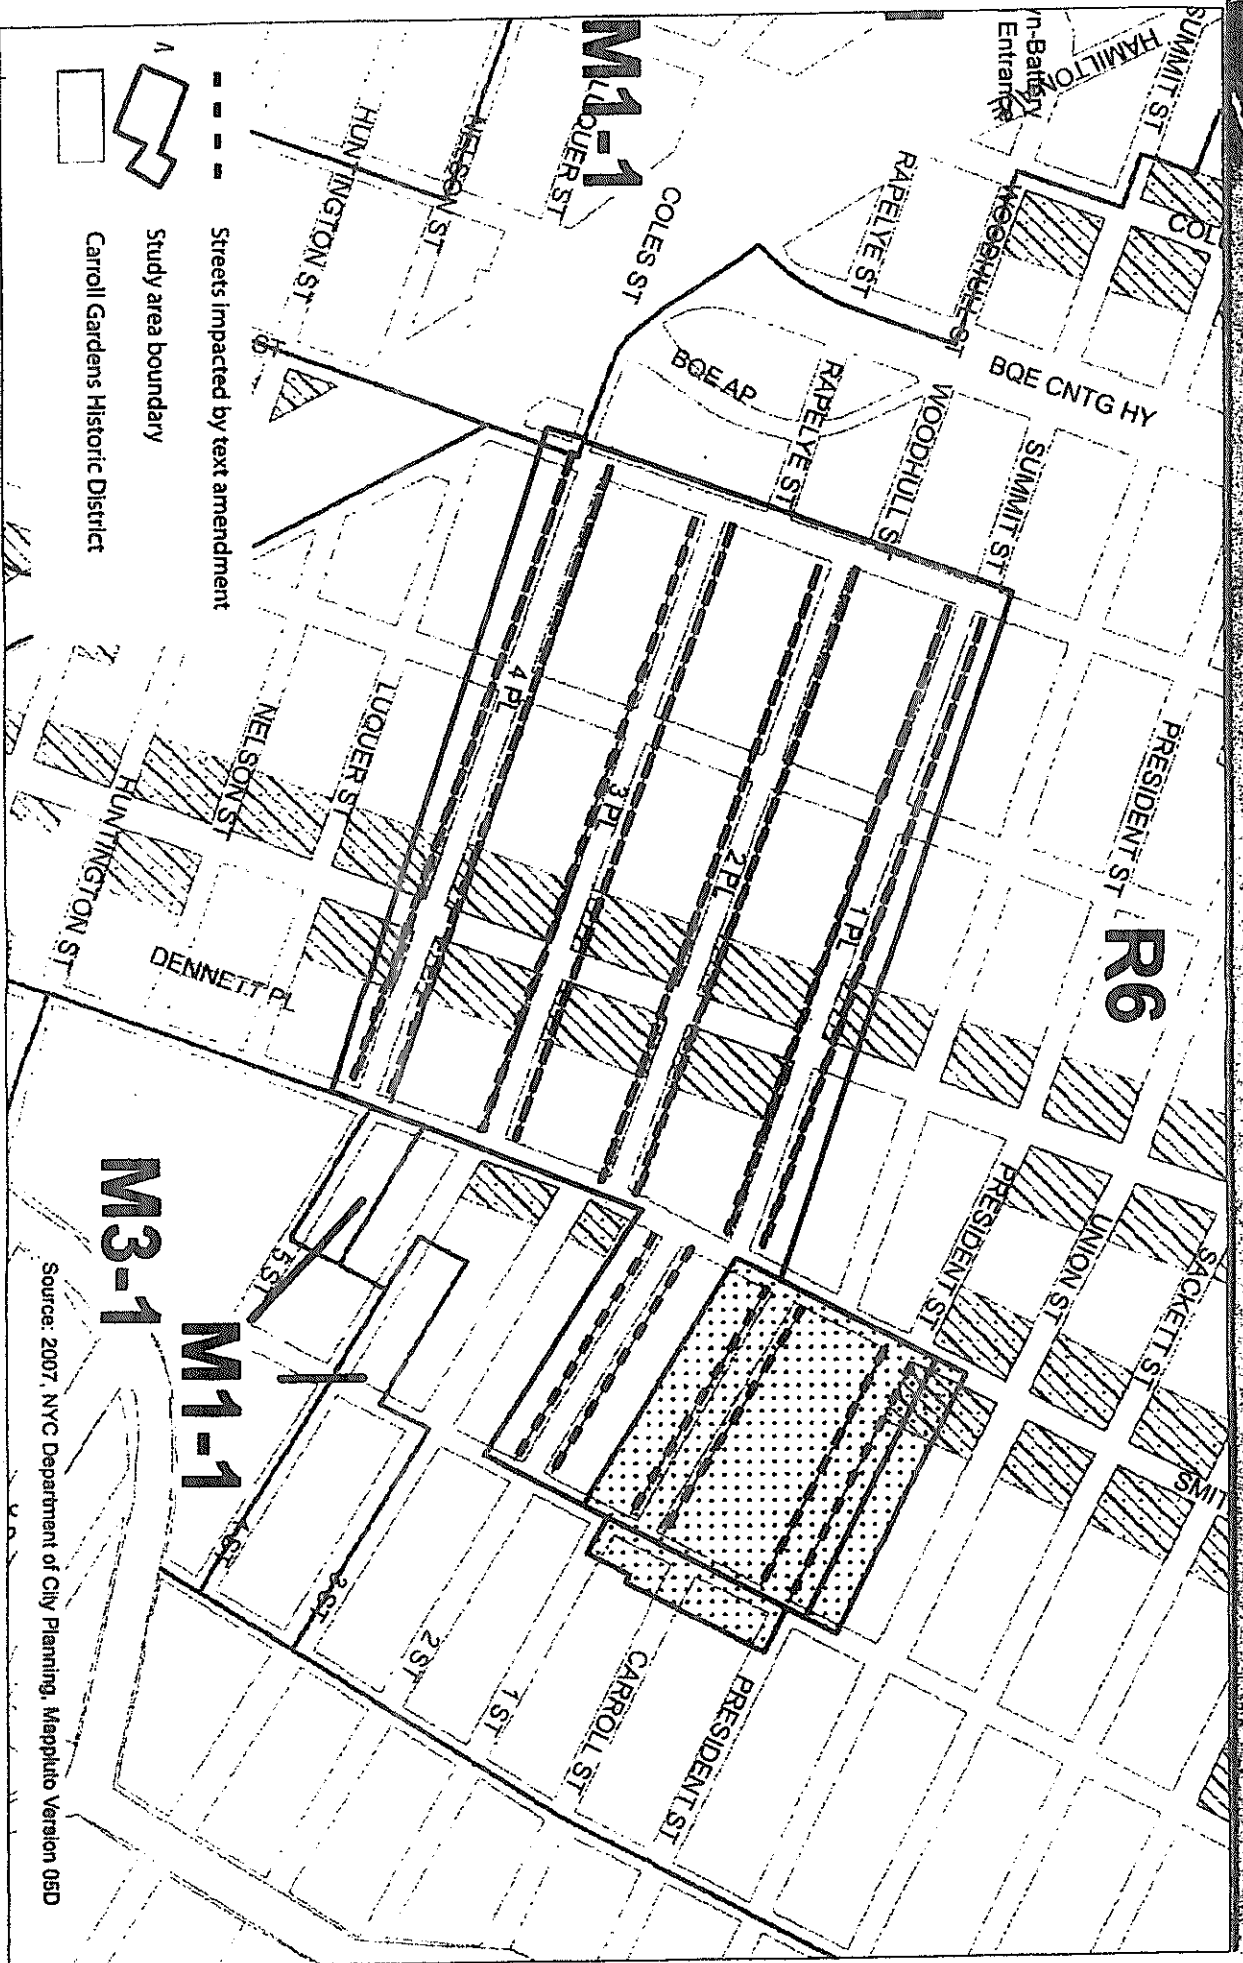 SUMMIT ST
HAMILTON
yn-Battery
Entrance
RAPELYE ST
WOODHULL ST
COLES ST
M1-1
LUQUER ST
NELSON ST
HUNTINGTON ST
ST
BQE AP
BQE CNTG HY
RAPELYE ST
WOODHULL ST
SUMMIT ST
PRESIDENT ST
R6
4 PL
3 PL
2 PL
1 PL
LUQUER ST
NELSON ST
HUNTINGTON ST
DENNETT PL
PRESIDENT ST
UNION ST
SACKETT ST
SMIT
M3-1
M1-1
5 ST
4 ST
3 ST
2 ST
1 ST
CARROLL ST
PRESIDENT ST
Streets impacted by text amendment
Study area boundary
Carroll Gardens Historic District
Source: 2007, NYC Department of City Planning, Mappluto Version 05D